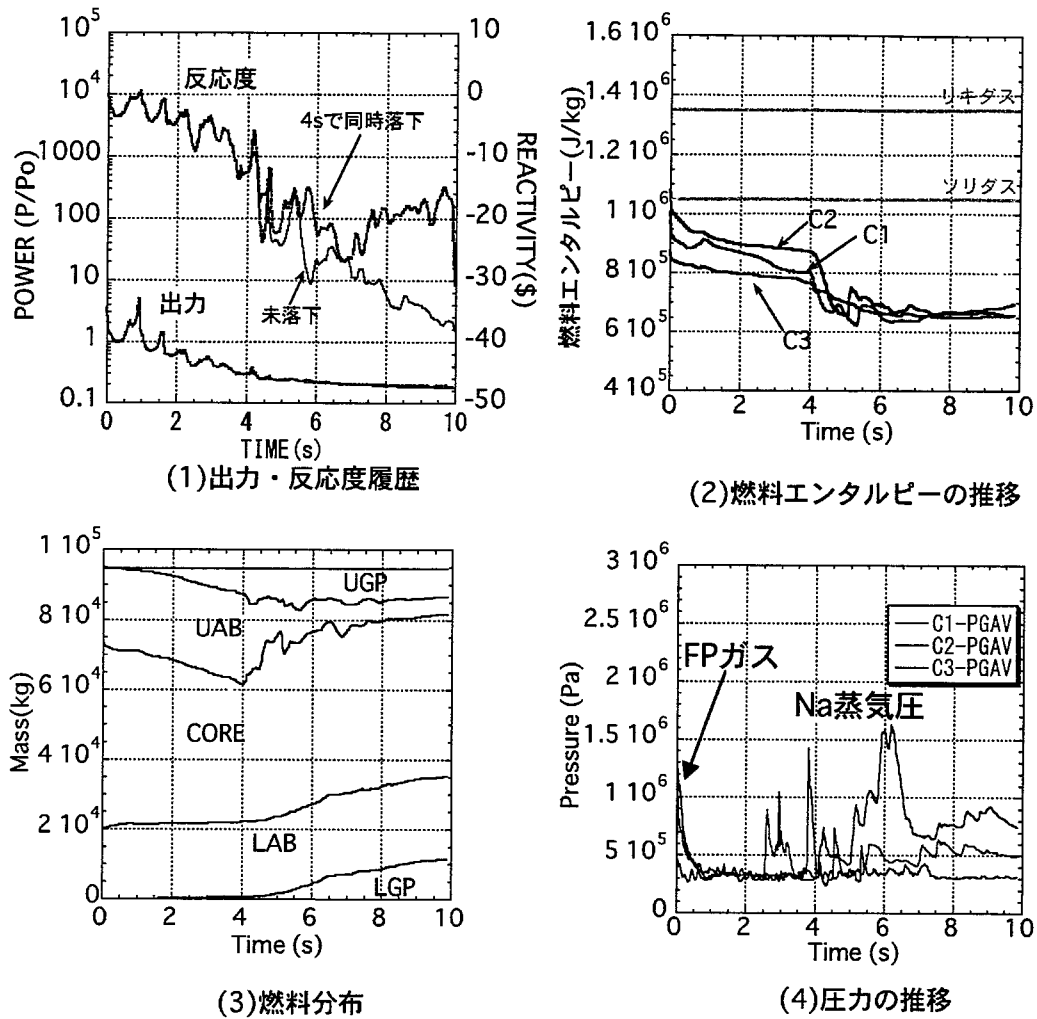 10^5
10^4
1000
100
10
1
0.1
10
0
-10
-20
-30
-40
-50
POWER (P/Po)
REACTIVITY($)
反応度
4sで同時落下
未落下
出力
0 2 4 6 8 10
TIME(s)
(1)出力・反応度履歴
1.6 10^6
1.4 10^6
1.2 10^6
1 10^6
8 10^5
6 10^5
4 10^5
燃料エンタルピー(J/kg)
リキダス
ソリダス
C2
C1
C3
0 2 4 6 8 10
Time (s)
(2)燃料エンタルピーの推移
1 10^5
8 10^4
6 10^4
4 10^4
2 10^4
0
Mass(kg)
UGP
UAB
CORE
LAB
LGP
0 2 4 6 8 10
Time (s)
(3)燃料分布
3 10^6
2.5 10^6
2 10^6
1.5 10^6
1 10^6
5 10^5
0
Pressure (Pa)
C1-PGAV
C2-PGAV
C3-PGAV
FPガス
Na蒸気圧
0 2 4 6 8 10
Time (s)
(4)圧力の推移